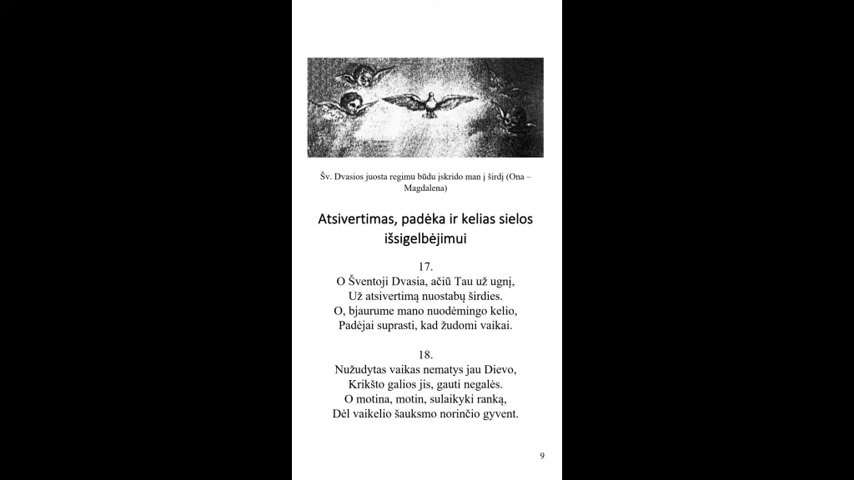 Šv. Dvasios juosta regimu būdu įskrido man į širdį (Ona –
Magdalena)
Atsivertimas, padėka ir kelias sielos
išsigelbėjimui
17.
O Šventoji Dvasia, ačiū Tau už ugnį,
Už atsivertimą nuostabų širdies.
O, bjaurume mano nuodėmingo kelio,
Padėjai suprasti, kad žudomi vaikai.
18.
Nužudytas vaikas nematys jau Dievo,
Krikšto galios jis, gauti negalės.
O motina, motin, sulaikyki ranką,
Dėl vaikelio šauksmo norinčio gyvent.
9